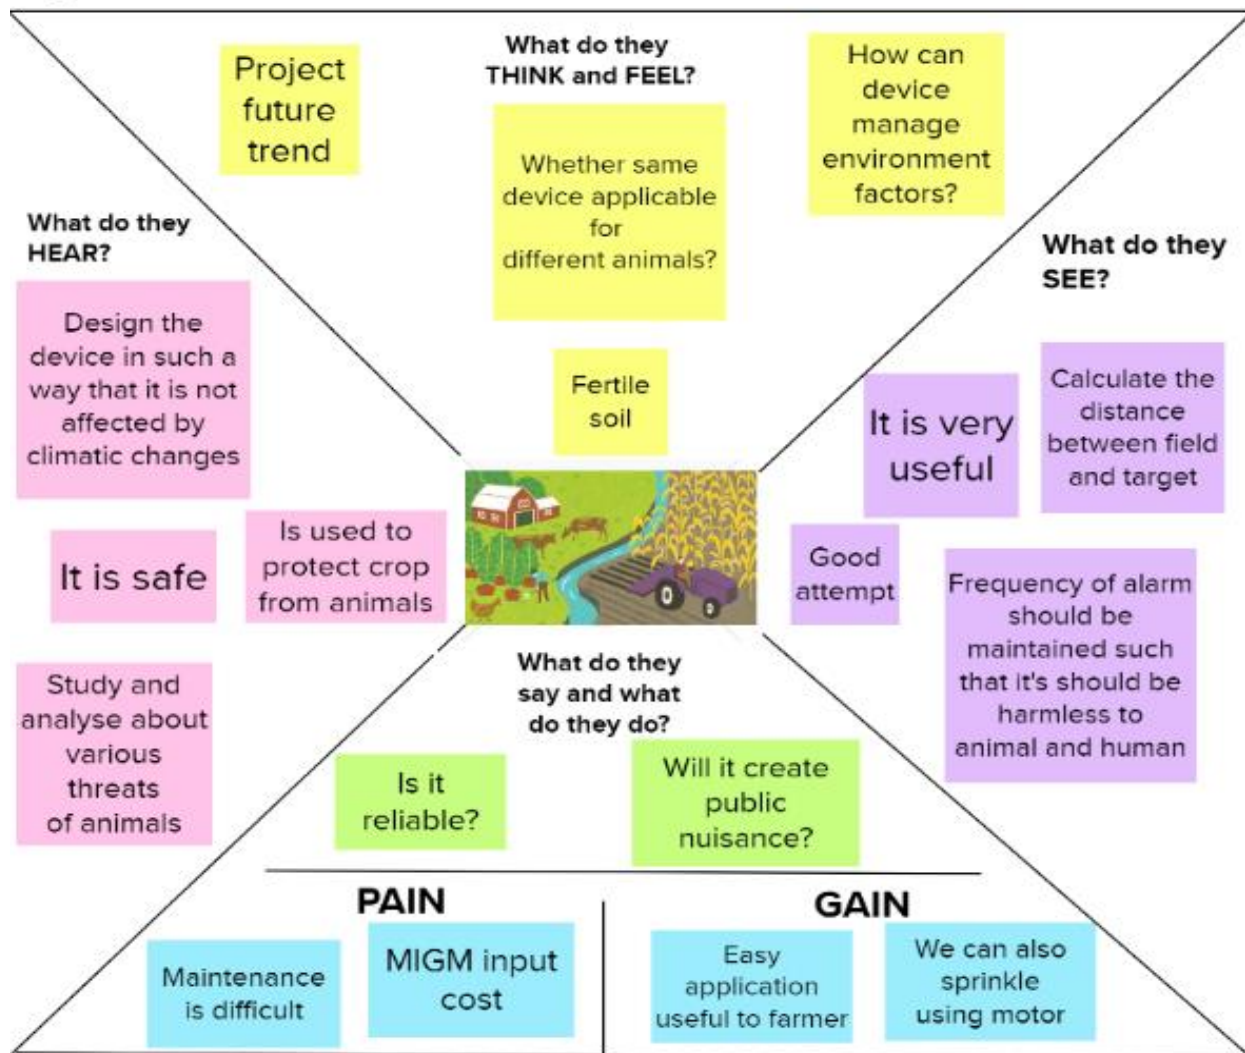 What do they
THINK and FEEL?
Project
future
trend
Whether same
device applicable
for
different animals?
How can
device
manage
environment
factors?
Fertile
soil
What do they
HEAR?
Design the
device in such a
way that it is not
affected by
climatic changes
It is safe
Is used to
protect crop
from animals
Study and
analyse about
various
threats
of animals
What do they
SEE?
It is very
useful
Calculate the
distance
between field
and target
Good
attempt
Frequency of alarm
should be
maintained such
that it's should be
harmless to
animal and human
What do they
say and what
do they do?
Is it
reliable?
Will it create
public
nuisance?
PAIN
Maintenance
is difficult
MIGM input
cost
GAIN
Easy
application
useful to farmer
We can also
sprinkle
using motor